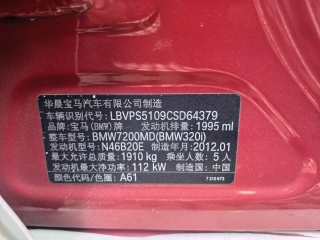 华晨宝马汽车有限公司制造
车辆识别代号: LBVPS5109CSD64379
品牌: 宝马(BMW)牌 发动机排量: 1995 ml
整车型号: BMW7200MD(BMW320i)
发动机型号: N46B20E 制造年月: 2012.01
最大允许总质量: 1910 kg 乘坐人数: 5 人
发动机最大净功率: 112 kW 制造国: 中国
颜色代码/色圈: A61 7 210 873